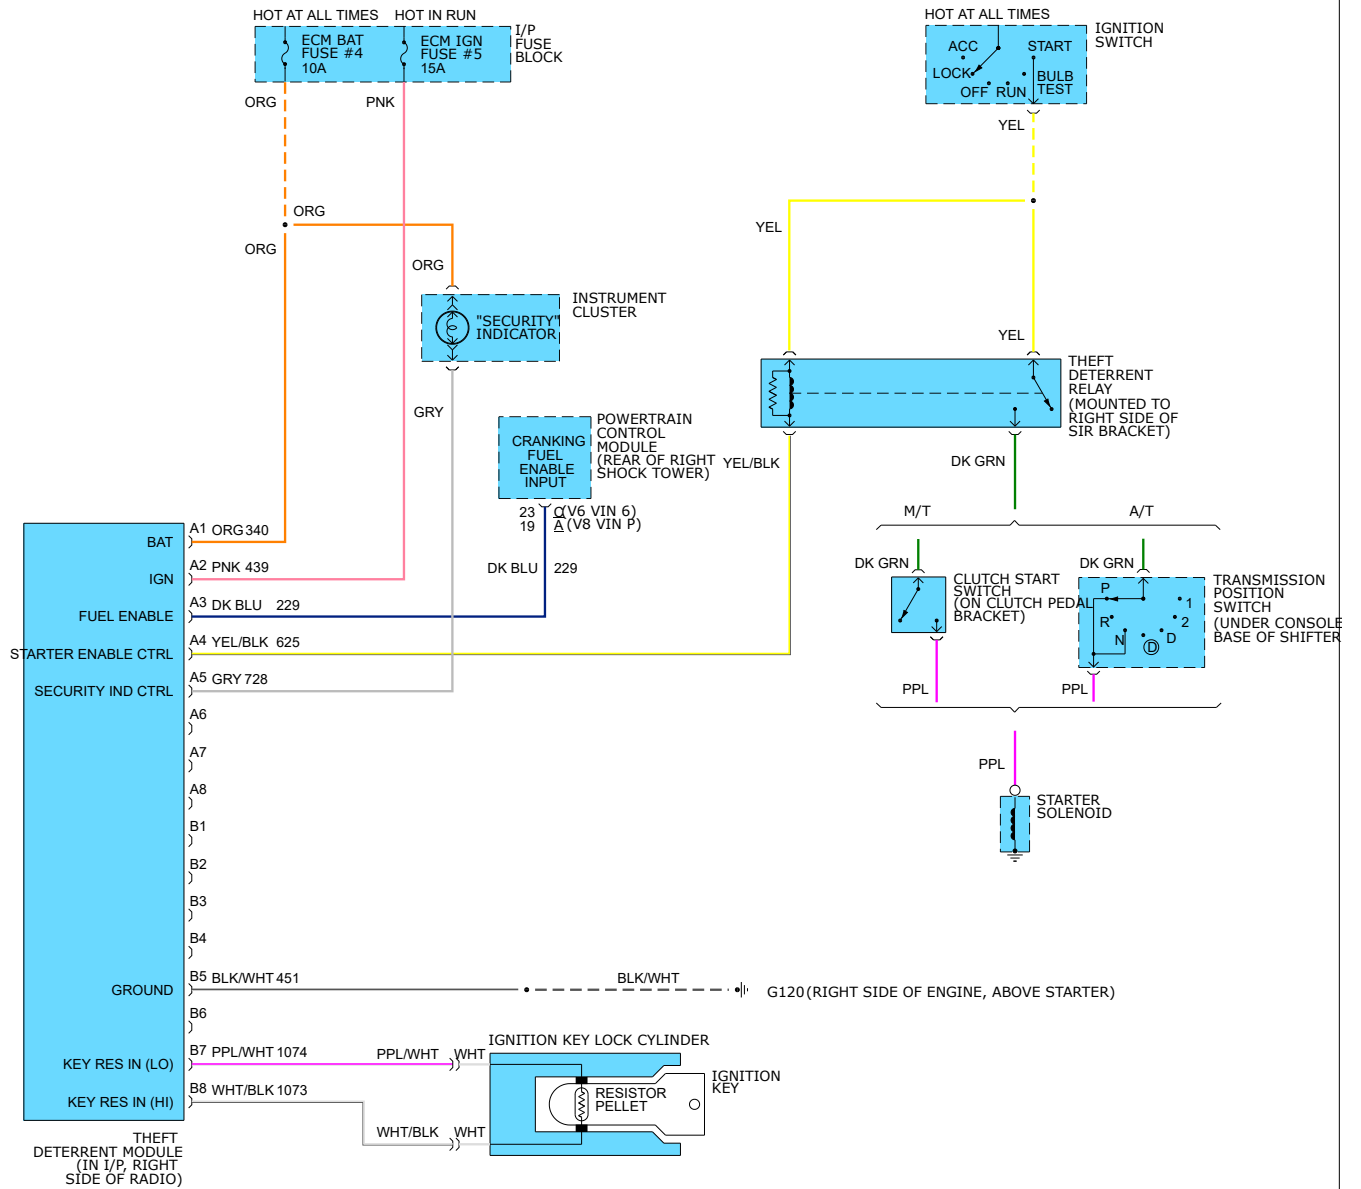 HOT AT ALL TIMES
HOT IN RUN
I/P
FUSE
BLOCK
ECM BAT
FUSE #4
10A
ECM IGN
FUSE #5
15A
ORG
PNK
ORG
ORG
ORG
INSTRUMENT
CLUSTER
"SECURITY"
INDICATOR
GRY
POWERTRAIN
CONTROL
MODULE
(REAR OF RIGHT
SHOCK TOWER)
CRANKING
FUEL
ENABLE
INPUT
23 C (V6 VIN 6)
19 A (V8 VIN P)
DK BLU 229
HOT AT ALL TIMES
IGNITION
SWITCH
ACC
START
LOCK
OFF
RUN
BULB
TEST
YEL
YEL
YEL
THEFT
DETERRENT
RELAY
(MOUNTED TO
RIGHT SIDE OF
SIR BRACKET)
YEL/BLK
DK GRN
M/T
A/T
DK GRN
DK GRN
CLUTCH START
SWITCH
(ON CLUTCH PEDAL
BRACKET)
TRANSMISSION
POSITION
SWITCH
(UNDER CONSOLE
BASE OF SHIFTER
P
R
N
D
D
2
1
PPL
PPL
PPL
STARTER
SOLENOID
BAT
A1 ORG 340
IGN
A2 PNK 439
FUEL ENABLE
A3 DK BLU 229
STARTER ENABLE CTRL
A4 YEL/BLK 625
SECURITY IND CTRL
A5 GRY 728
A6
A7
A8
B1
B2
B3
B4
GROUND
B5 BLK/WHT 451
BLK/WHT
G120 (RIGHT SIDE OF ENGINE, ABOVE STARTER)
B6
KEY RES IN (LO)
B7 PPL/WHT 1074
PPL/WHT
WHT
KEY RES IN (HI)
B8 WHT/BLK 1073
WHT/BLK
WHT
IGNITION KEY LOCK CYLINDER
IGNITION
KEY
RESISTOR
PELLET
THEFT
DETERRENT MODULE
(IN I/P, RIGHT
SIDE OF RADIO)